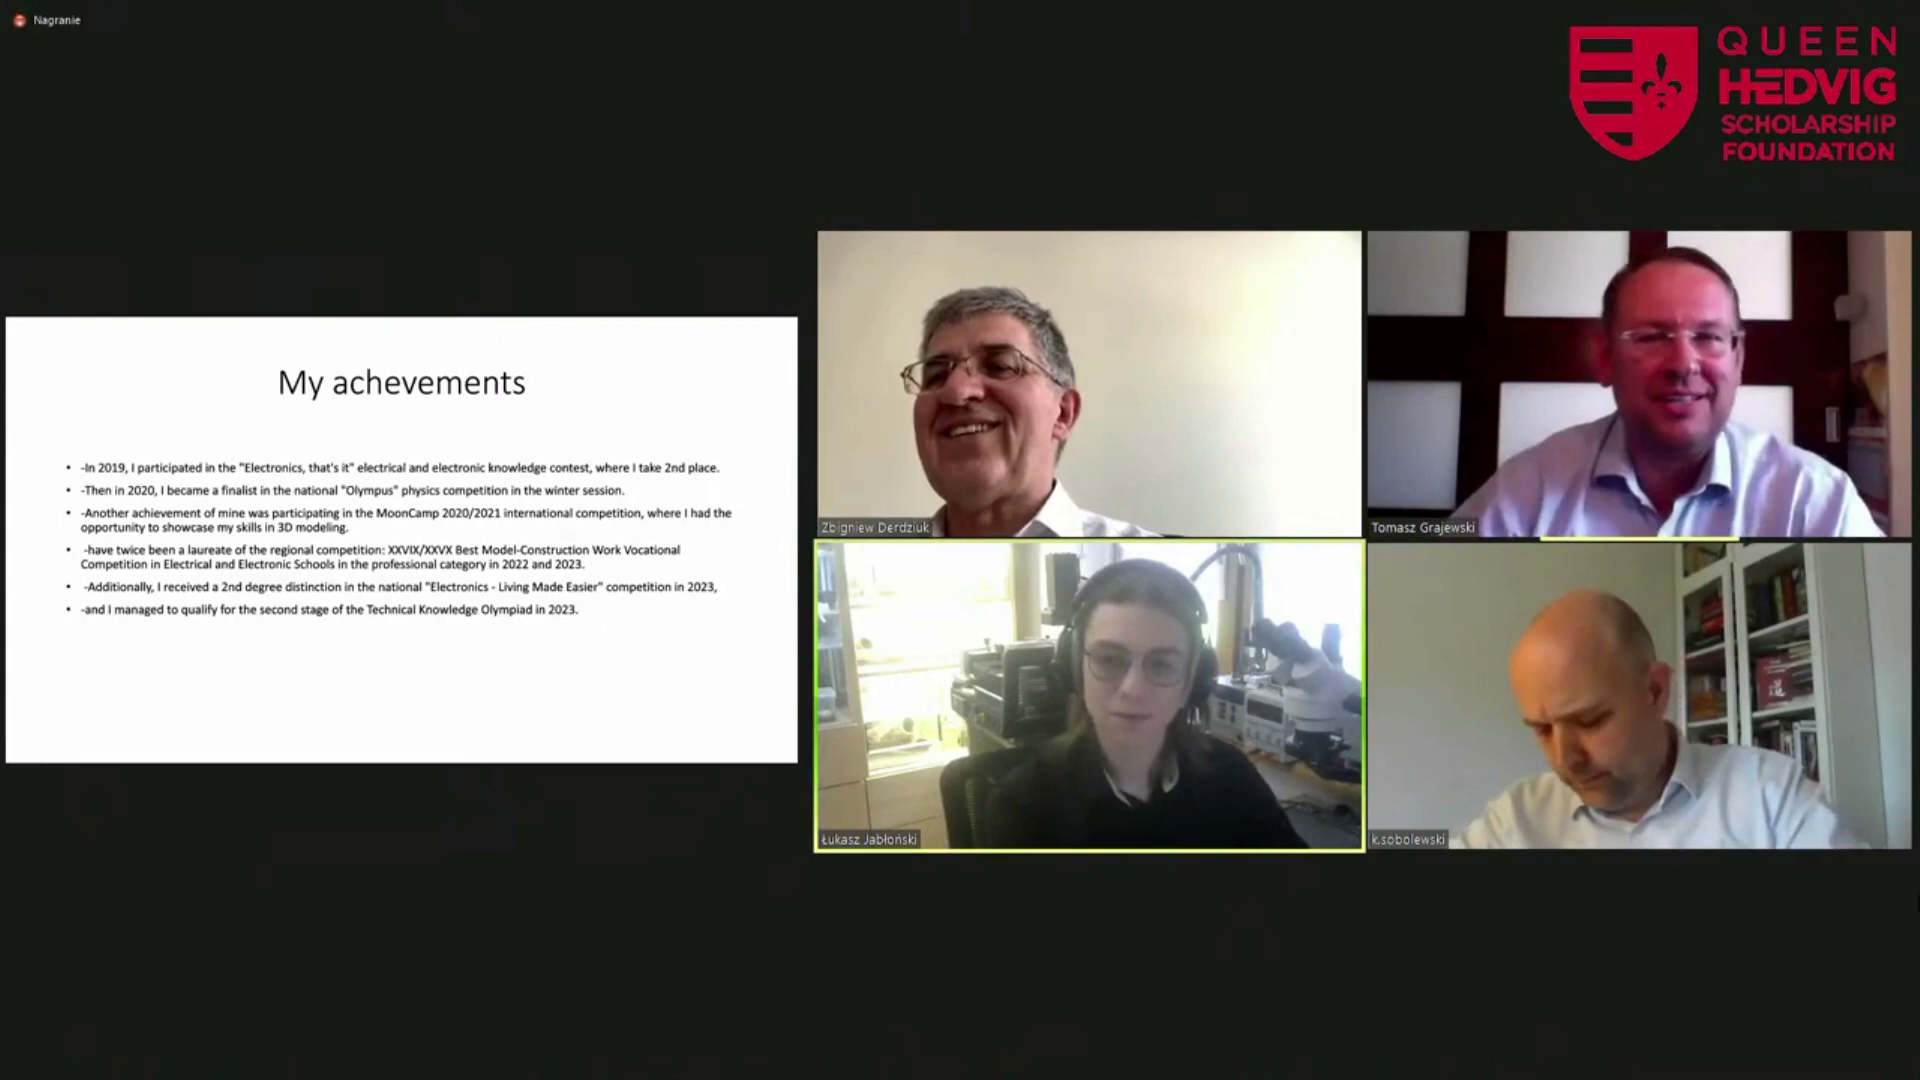 Nagranie
QUEEN
HEDVIG
SCHOLARSHIP
FOUNDATION
My achevements
• -In 2019, I participated in the "Electronics, that's it" electrical and electronic knowledge contest, where I take 2nd place.
• -Then in 2020, I became a finalist in the national "Olympus" physics competition in the winter session.
• -Another achievement of mine was participating in the MoonCamp 2020/2021 international competition, where I had the
opportunity to showcase my skills in 3D modeling.
• -have twice been a laureate of the regional competition: XXVIX/XXVX Best Model-Construction Work Vocational
Competition in Electrical and Electronic Schools in the professional category in 2022 and 2023.
• -Additionally, I received a 2nd degree distinction in the national "Electronics - Living Made Easier" competition in 2023,
• -and I managed to qualify for the second stage of the Technical Knowledge Olympiad in 2023.
Zbigniew Derdziuk
Tomasz Grajewski
Łukasz Jabłoński
k.sobolewski